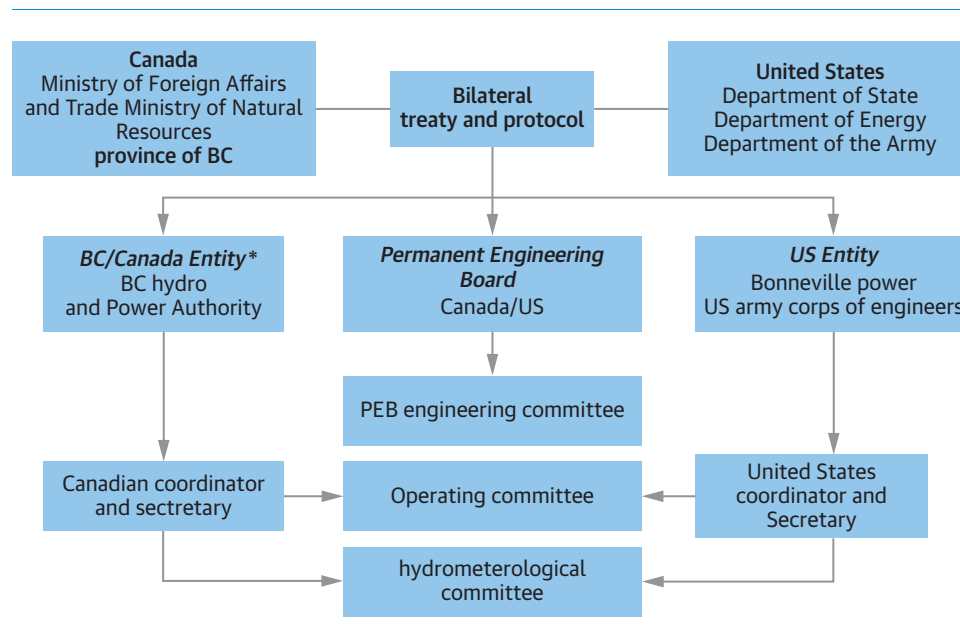 Canada
Ministry of Foreign Affairs
and Trade Ministry of Natural
Resources
province of BC
Bilateral
treaty and protocol
United States
Department of State
Department of Energy
Department of the Army
BC/Canada Entity*
BC hydro
and Power Authority
Permanent Engineering
Board
Canada/US
US Entity
Bonneville power
US army corps of engineers
PEB engineering committee
Canadian coordinator
and sectretary
Operating committee
United States
coordinator and
Secretary
hydrometerological
committee